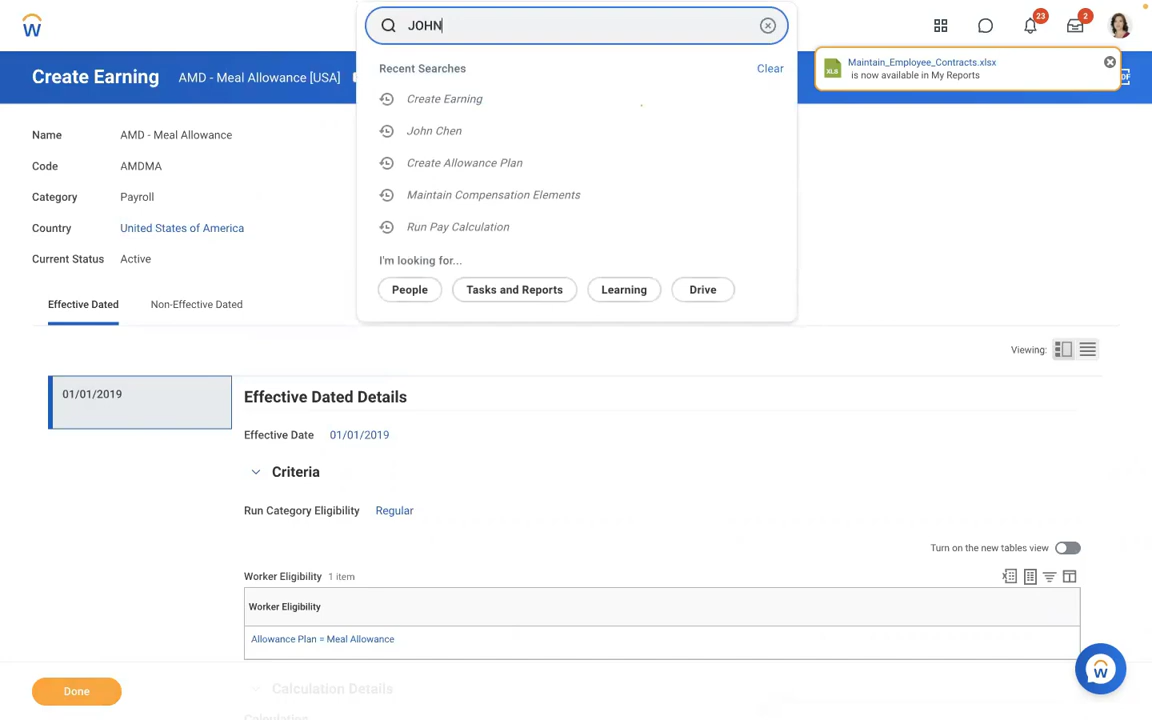 JOHN
23
2
Create Earning AMD - Meal Allowance [USA]
Maintain_Employee_Contracts.xlsx
is now available in My Reports
XLS
DF
Recent Searches Clear
Create Earning
John Chen
Create Allowance Plan
Maintain Compensation Elements
Run Pay Calculation
I'm looking for...
People Tasks and Reports Learning Drive
Name AMD - Meal Allowance
Code AMDMA
Category Payroll
Country United States of America
Current Status Active
Effective Dated Non-Effective Dated
Viewing:
01/01/2019
Effective Dated Details
Effective Date 01/01/2019
Criteria
Run Category Eligibility Regular
Turn on the new tables view
Worker Eligibility 1 item
Worker Eligibility
Allowance Plan = Meal Allowance
Calculation Details
Calculation
Done